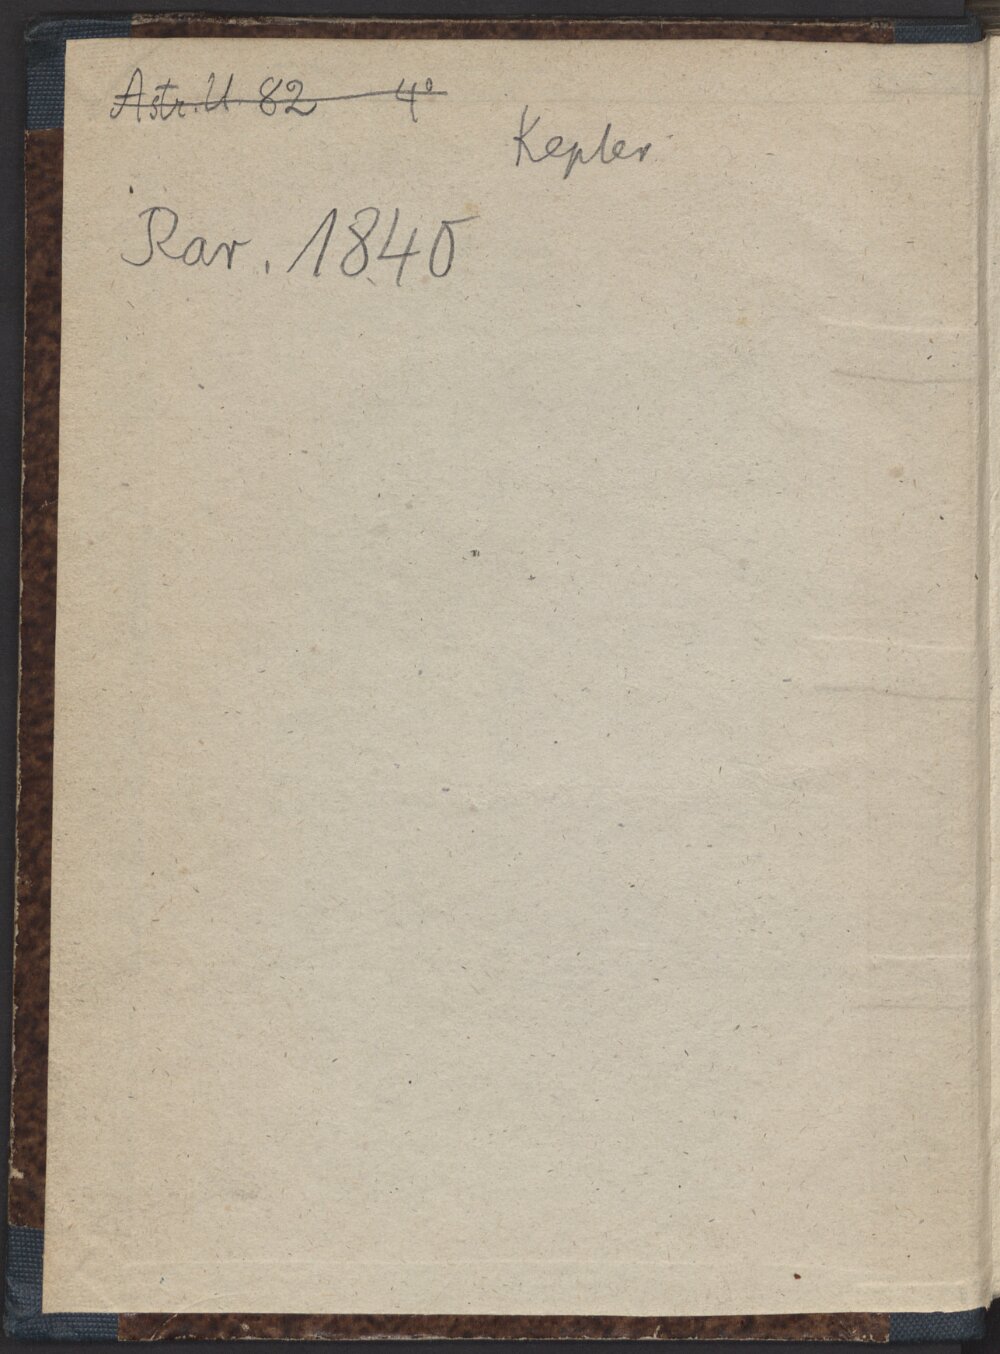 Astr. U 82 4°
Kepler
Rar. 1840